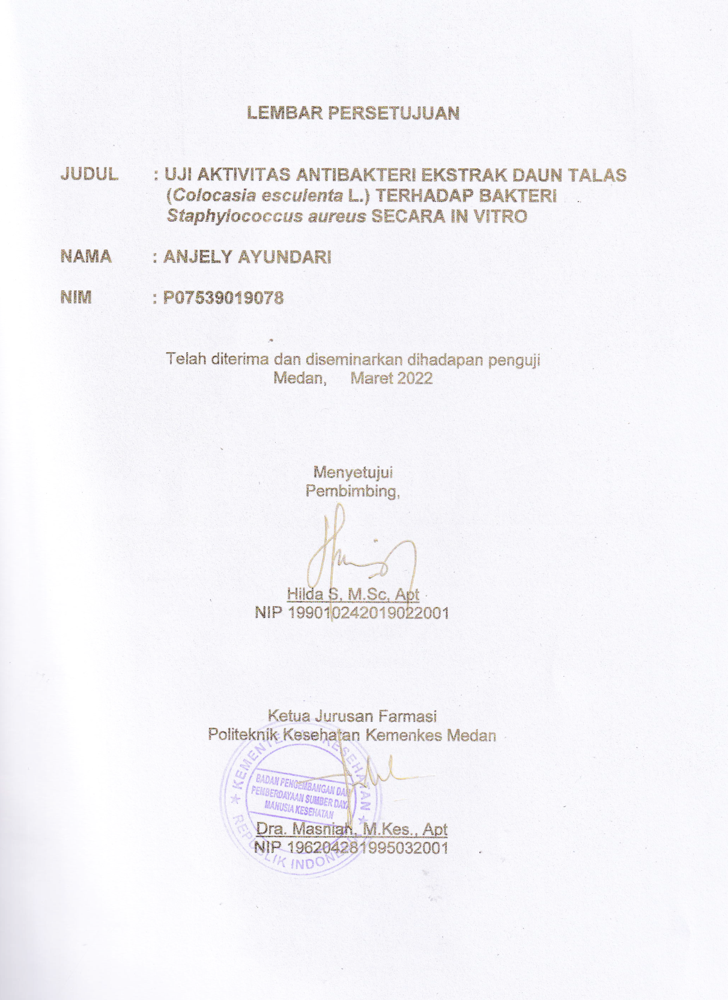 LEMBAR PERSETUJUAN
JUDUL : UJI AKTIVITAS ANTIBAKTERI EKSTRAK DAUN TALAS
(Colocasia esculenta L.) TERHADAP BAKTERI
Staphylococcus aureus SECARA IN VITRO
NAMA : ANJELY AYUNDARI
NIM : P07539019078
Telah diterima dan diseminarkan dihadapan penguji
Medan, Maret 2022
Menyetujui
Pembimbing,
Hilda S, M.Sc, Apt
NIP 199010242019022001
Ketua Jurusan Farmasi
Politeknik Kesehatan Kemenkes Medan
KEMENTERIAN KESEHATAN
BADAN PENGEMBANGAN DAN
PEMBERDAYAAN SUMBER DAYA
MANUSIA KESEHATAN
REPUBLIK INDONESIA
Dra. Masniah, M.Kes., Apt
NIP 196204281995032001